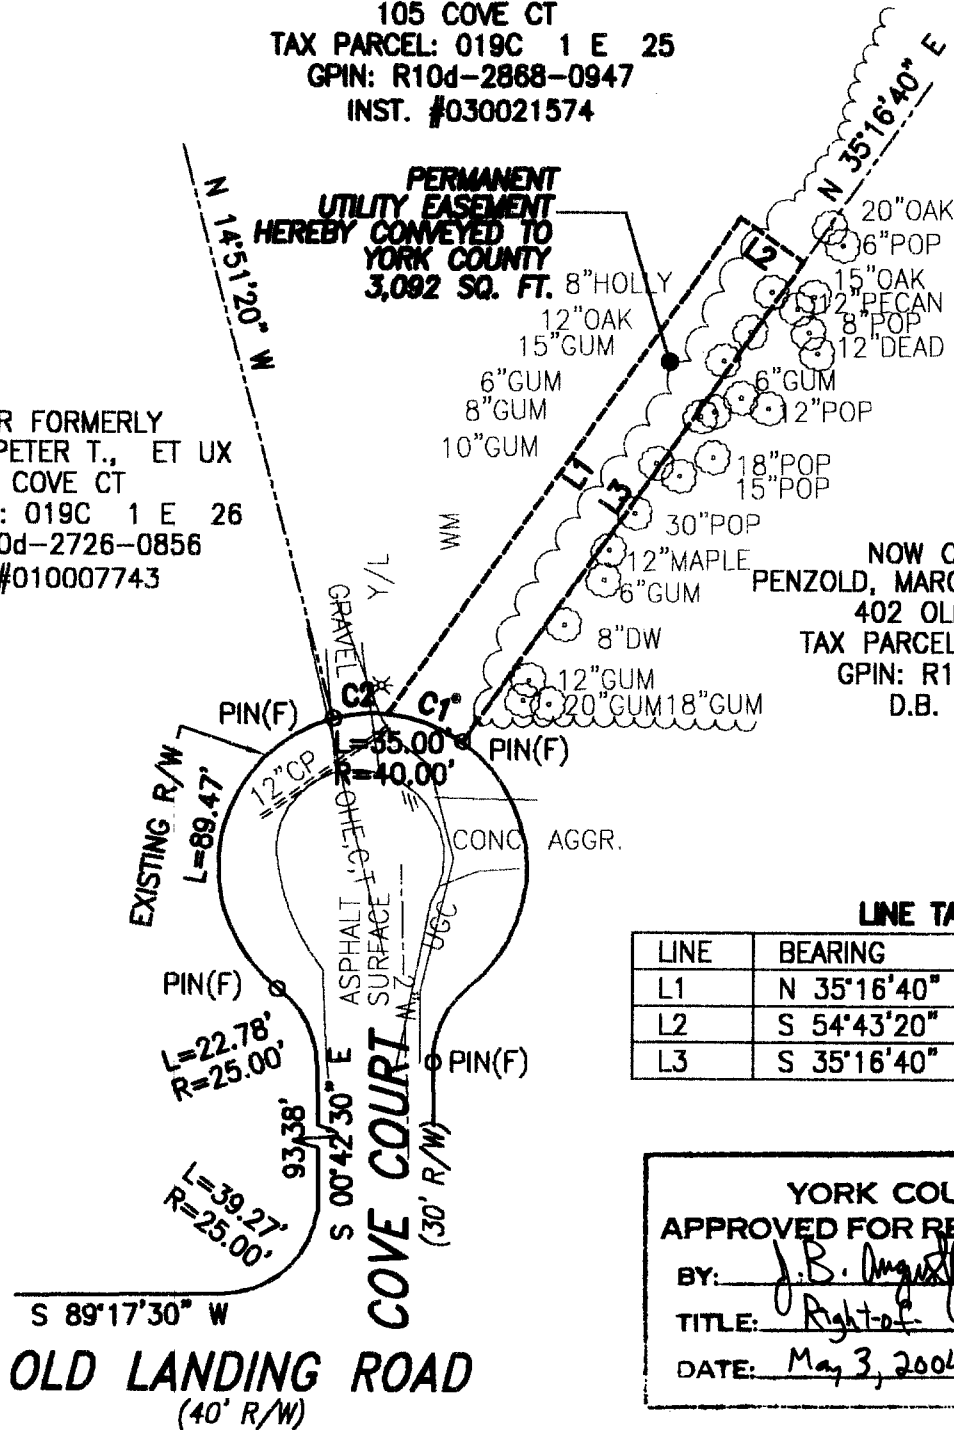 105 COVE CT
TAX PARCEL: 019C 1 E 25
GPIN: R10d-2868-0947
INST. #030021574
N 35°16'40" E
N 14°51'20" W
PERMANENT
UTILITY EASEMENT
HEREBY CONVEYED TO
YORK COUNTY
3,092 SQ. FT.
8"HOLLY
12"OAK
15"GUM
6"GUM
8"GUM
10"GUM
20"OAK
6"POP
15"OAK
12"PECAN
8"POP
12"DEAD
6"GUM
12"POP
18"POP
15"POP
30"POP
12"MAPLE
6"GUM
8"DW
12"GUM
20"GUM
18"GUM
L2
L1
L3
R FORMERLY
PETER T., ET UX
COVE CT
: 019C 1 E 26
0d-2726-0856
#010007743
WM
Y/L
GRAVEL
NOW O
PENZOLD, MARC
402 OL
TAX PARCEL
GPIN: R1
D.B.
PIN(F)
C2
C1
L=35.00'
R=40.00'
PIN(F)
12"CP
EXISTING R/W
L=89.47'
OHE,C,T
CONC AGGR.
ASPHALT
SURFACE
UGC
2"W
PIN(F)
PIN(F)
L=22.78'
R=25.00'
93.38'
S 00°42'30" E
COVE COURT
(30' R/W)
L=39.27'
R=25.00'
S 89°17'30" W
OLD LANDING ROAD
(40' R/W)
LINE TA
LINE BEARING
L1 N 35°16'40"
L2 S 54°43'20"
L3 S 35°16'40"
YORK COU
APPROVED FOR RE
BY: J.B.
TITLE: Right-of-
DATE: May 3, 2004